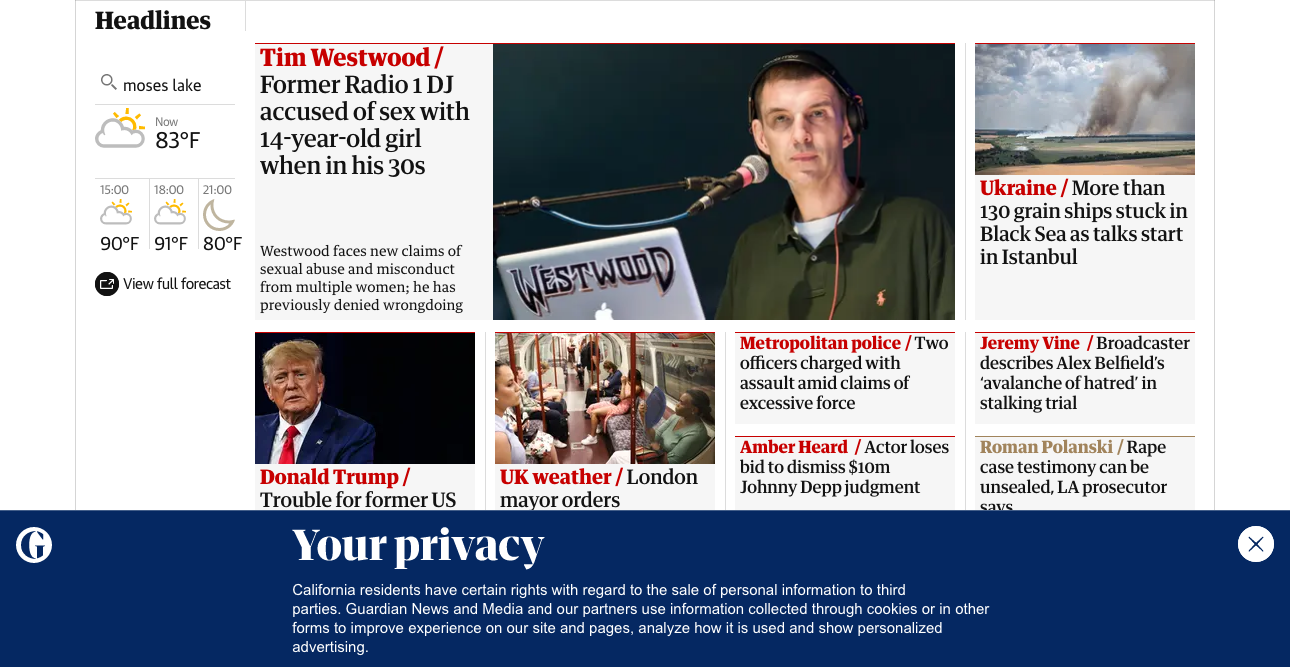 Headlines
moses lake
Now
83°F
15:00
18:00
21:00
90°F
91°F
80°F
View full forecast
Tim Westwood /
Former Radio 1 DJ
accused of sex with
14-year-old girl
when in his 30s
Westwood faces new claims of
sexual abuse and misconduct
from multiple women; he has
previously denied wrongdoing
WESTWOOD
Ukraine / More than
130 grain ships stuck in
Black Sea as talks start
in Istanbul
Donald Trump /
Trouble for former US
UK weather / London
mayor orders
Metropolitan police / Two
officers charged with
assault amid claims of
excessive force
Amber Heard / Actor loses
bid to dismiss $10m
Johnny Depp judgment
Jeremy Vine / Broadcaster
describes Alex Belfield’s
‘avalanche of hatred’ in
stalking trial
Roman Polanski / Rape
case testimony can be
unsealed, LA prosecutor
says
G
Your privacy
California residents have certain rights with regard to the sale of personal information to third
parties. Guardian News and Media and our partners use information collected through cookies or in other
forms to improve experience on our site and pages, analyze how it is used and show personalized
advertising.